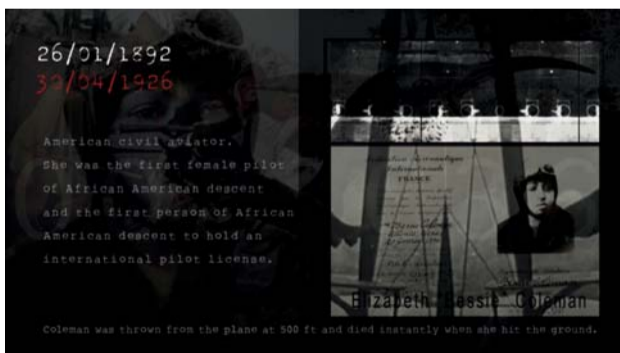 26/01/1892
30/04/1926
American civil aviator.
She was the first female pilot
of African American descent
and the first person of African
American descent to hold an
international pilot license.
Internationale
FRANCE
Elizabeth "Bessie" Coleman
Coleman was thrown from the plane at 500 ft and died instantly when she hit the ground.